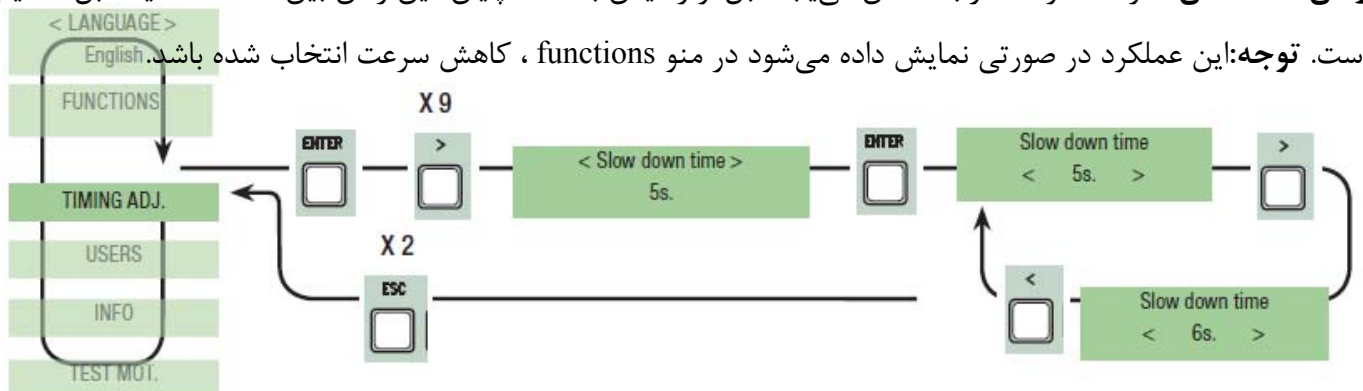 < LANGUAGE >
English
ست. توجه:این عملکرد در صورتی نمایش داده می‌شود در منو functions ، کاهش سرعت انتخاب شده باشد.
FUNCTIONS
X 9
ENTER
>
< Slow down time >
5s.
ENTER
Slow down time
< 5s. >
>
TIMING ADJ.
USERS
X 2
ESC
<
Slow down time
< 6s. >
INFO
TEST MOT.